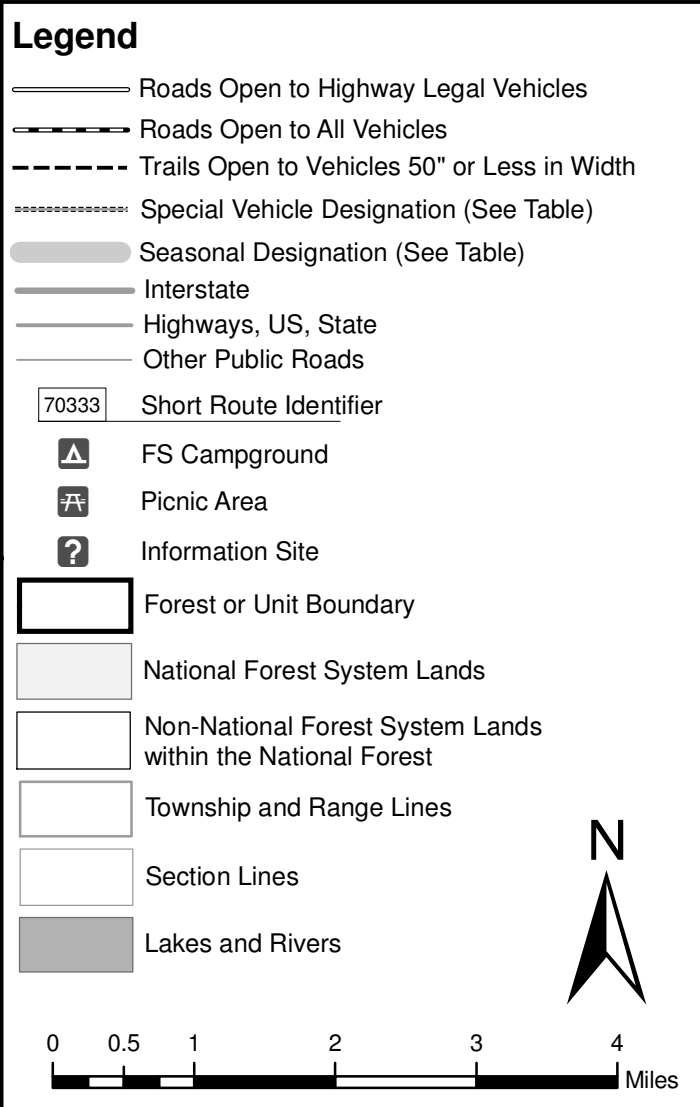 Legend
Roads Open to Highway Legal Vehicles
Roads Open to All Vehicles
Trails Open to Vehicles 50" or Less in Width
Special Vehicle Designation (See Table)
Seasonal Designation (See Table)
Interstate
Highways, US, State
Other Public Roads
70333 Short Route Identifier
FS Campground
Picnic Area
? Information Site
Forest or Unit Boundary
National Forest System Lands
Non-National Forest System Lands
within the National Forest
Township and Range Lines
N
Section Lines
Lakes and Rivers
0 0.5 1 2 3 4
Miles